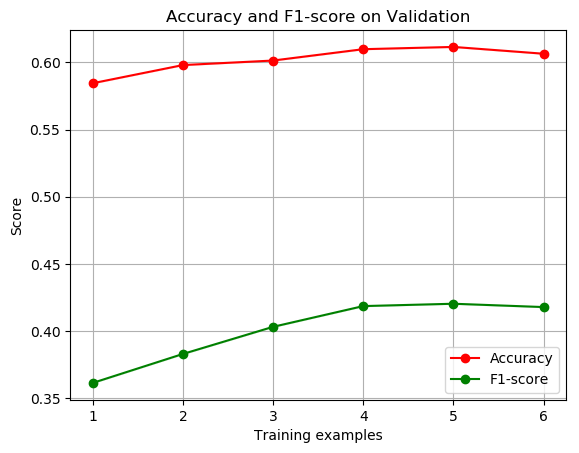 Accuracy and F1-score on Validation
0.60
0.55
0.50
0.45
0.40
0.35
Score
Accuracy
F1-score
1 2 3 4 5 6
Training examples